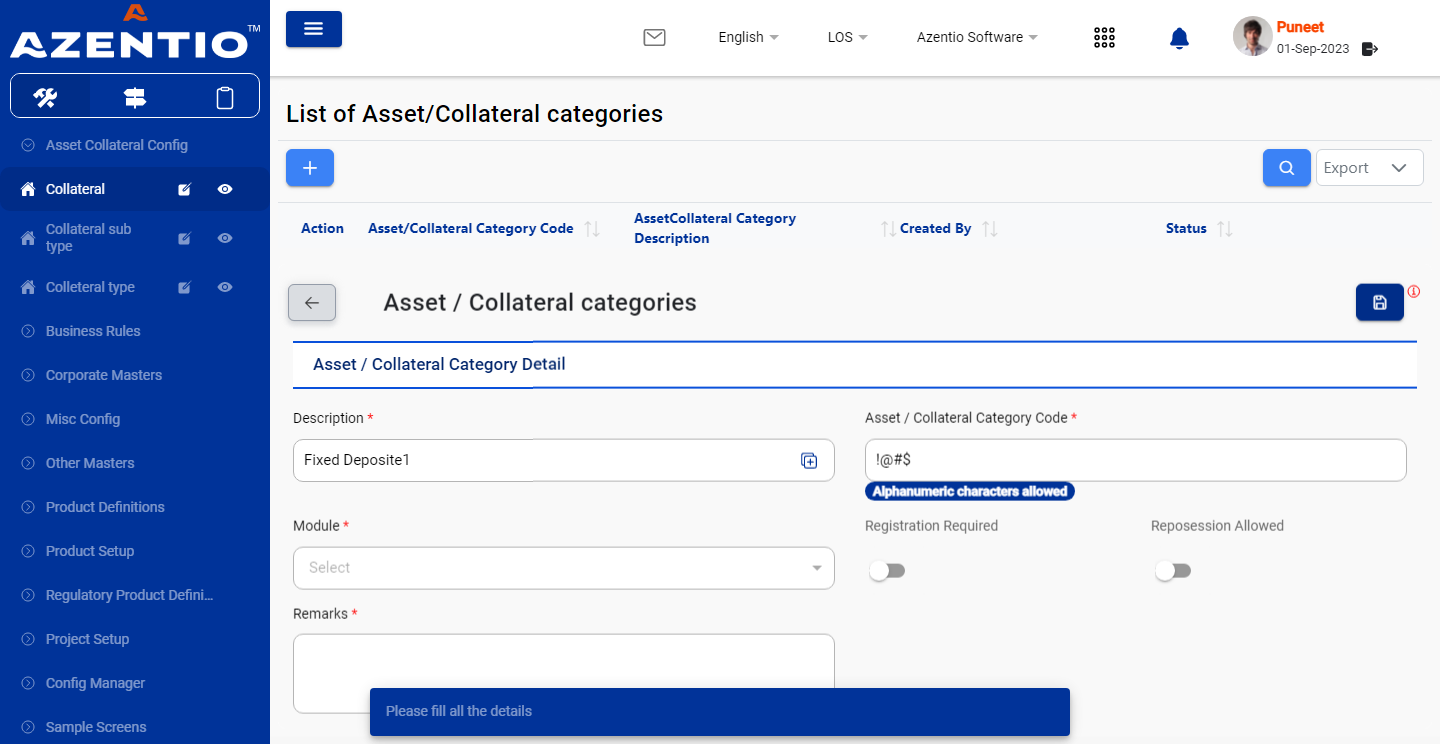 AZENTIO™
English
LOS
Azentio Software
Puneet
01-Sep-2023
Asset Collateral Config
Collateral
Collateral sub
type
Colleteral type
Business Rules
Corporate Masters
Misc Config
Other Masters
Product Definitions
Product Setup
Regulatory Product Defini...
Project Setup
Config Manager
Sample Screens
List of Asset/Collateral categories
Export
Action
Asset/Collateral Category Code
AssetCollateral Category
Description
Created By
Status
Asset / Collateral categories
Asset / Collateral Category Detail
Description *
Asset / Collateral Category Code *
Fixed Deposite1
!@#$
Alphanumeric characters allowed
Module *
Registration Required
Reposession Allowed
Select
Remarks *
Please fill all the details